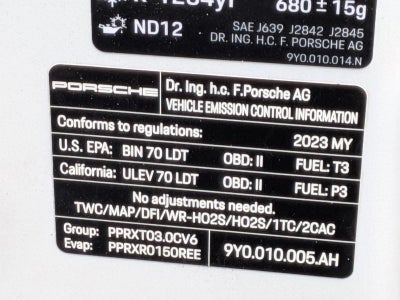 680 ± 15g
ND12
SAE J639 J2842 J2845
DR. ING. H.C. F. PORSCHE AG
9Y0.010.014.N
PORSCHE
Dr. Ing. h.c. F.Porsche AG
VEHICLE EMISSION CONTROL INFORMATION
Conforms to regulations: 2023 MY
U.S. EPA: BIN 70 LDT OBD: II FUEL: T3
California: ULEV 70 LDT OBD: II FUEL: P3
No adjustments needed.
TWC/MAP/DFI/WR-HO2S/HO2S/1TC/2CAC
Group: PPRXT03.0CV6
Evap: PPRXR0150REE
9Y0.010.005.AH